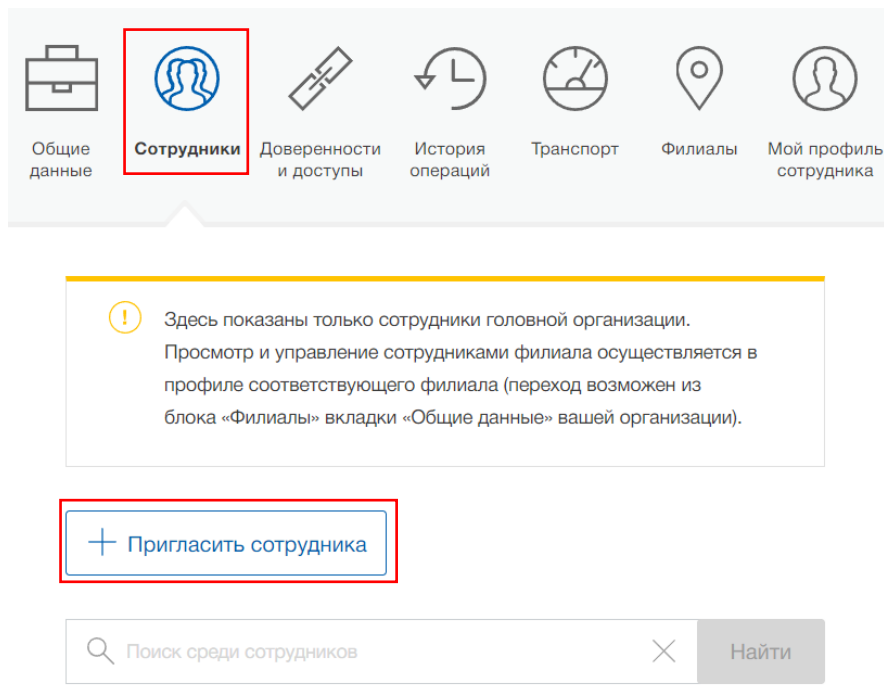 Общие данные
Сотрудники
Доверенности и доступы
История операций
Транспорт
Филиалы
Мой профиль сотрудника
Здесь показаны только сотрудники головной организации.
Просмотр и управление сотрудниками филиала осуществляется в
профиле соответствующего филиала (переход возможен из
блока «Филиалы» вкладки «Общие данные» вашей организации).
Пригласить сотрудника
Поиск среди сотрудников
Найти